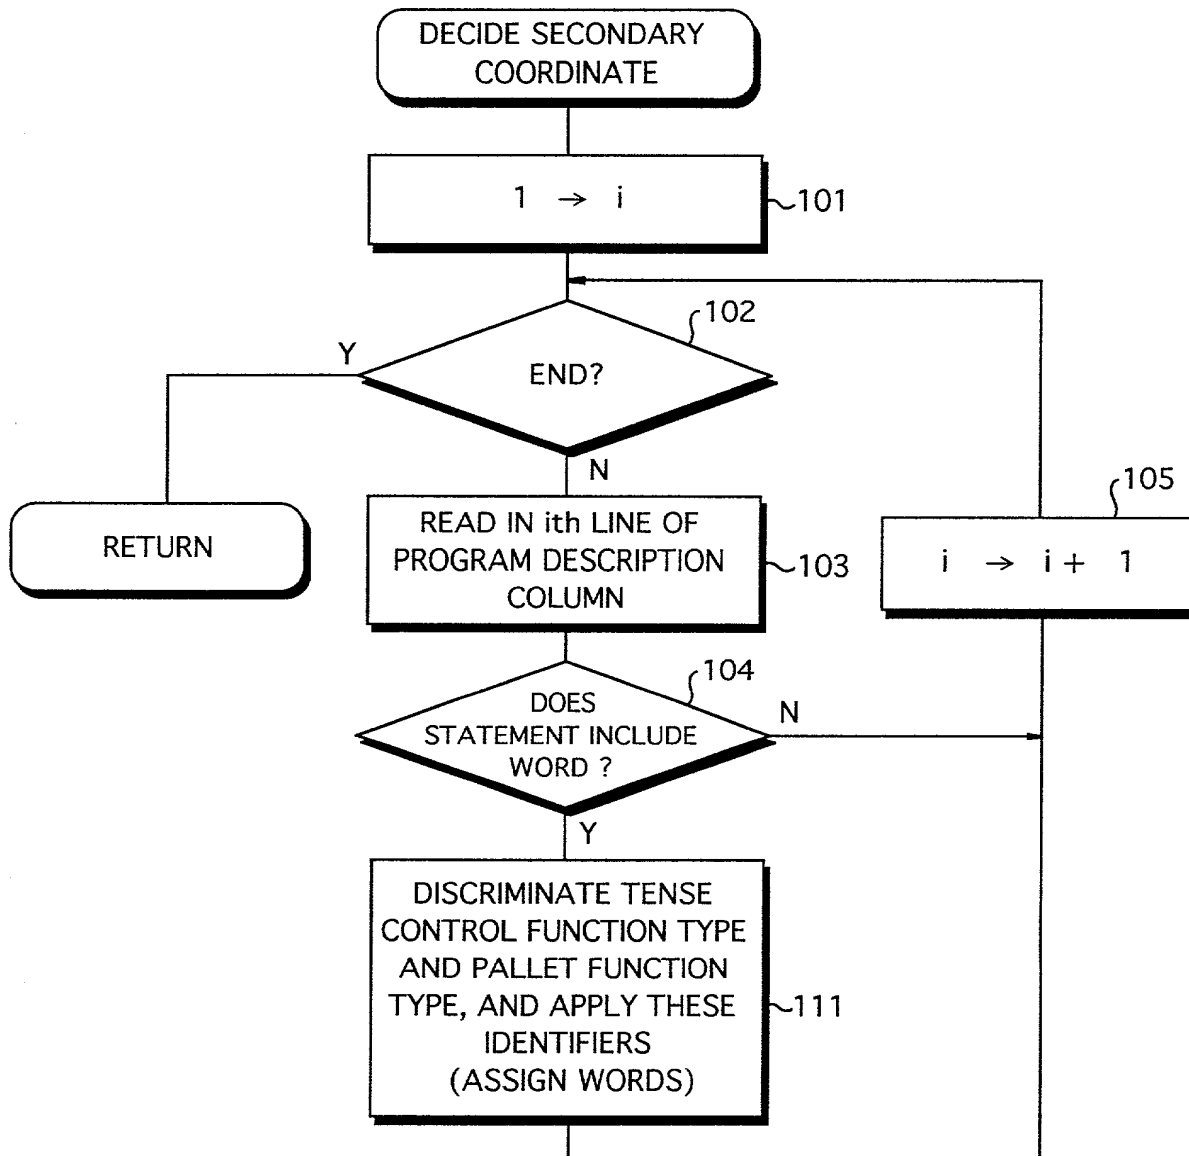 DECIDE SECONDARY
COORDINATE
1 → i
101
102
Y
END?
N
105
RETURN
READ IN ith LINE OF
PROGRAM DESCRIPTION
COLUMN
103
i → i + 1
104
DOES
STATEMENT INCLUDE
WORD ?
N
Y
DISCRIMINATE TENSE
CONTROL FUNCTION TYPE
AND PALLET FUNCTION
TYPE, AND APPLY THESE
IDENTIFIERS
(ASSIGN WORDS)
111